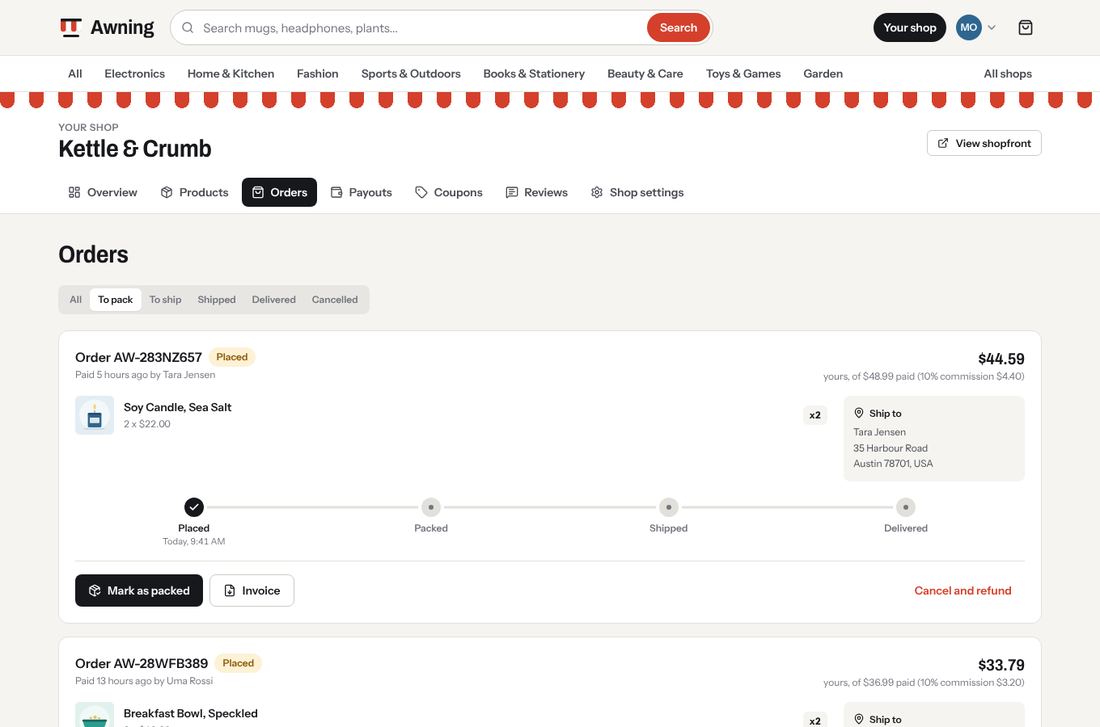 Awning
Search mugs, headphones, plants...
Search
Your shop
MO
All
Electronics
Home & Kitchen
Fashion
Sports & Outdoors
Books & Stationery
Beauty & Care
Toys & Games
Garden
All shops
YOUR SHOP
Kettle & Crumb
View shopfront
Overview
Products
Orders
Payouts
Coupons
Reviews
Shop settings
Orders
All
To pack
To ship
Shipped
Delivered
Cancelled
Order AW-283NZ657
Placed
$44.59
Paid 5 hours ago by Tara Jensen
yours, of $48.99 paid (10% commission $4.40)
Soy Candle, Sea Salt
2 x $22.00
x2
Ship to
Tara Jensen
35 Harbour Road
Austin 78701, USA
Placed
Today, 9:41 AM
Packed
Shipped
Delivered
Mark as packed
Invoice
Cancel and refund
Order AW-28WFB389
Placed
$33.79
Paid 13 hours ago by Uma Rossi
yours, of $36.99 paid (10% commission $3.20)
Breakfast Bowl, Speckled
x2
Ship to